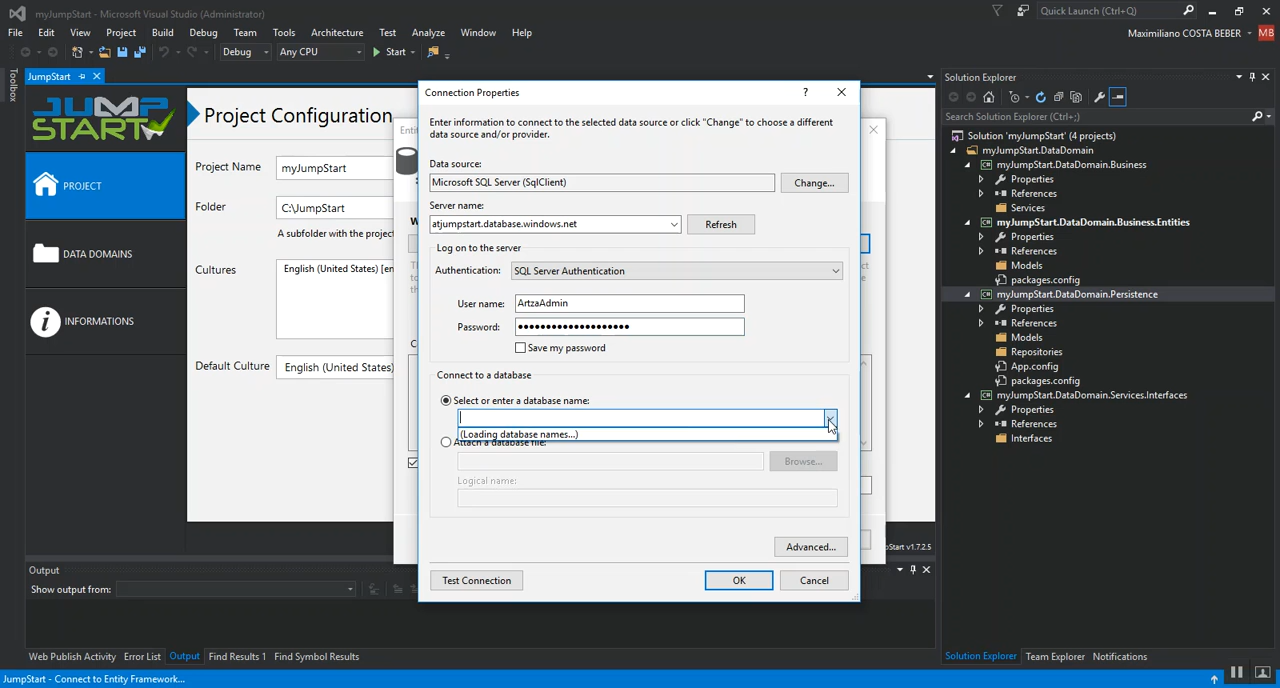 myJumpStart - Microsoft Visual Studio (Administrator)
Quick Launch (Ctrl+Q)
File Edit View Project Build Debug Team Tools Architecture Test Analyze Window Help
Maximiliano COSTA BEBER MB
Debug Any CPU Start
Toolbox
JumpStart
JUMP
START
PROJECT
DATA DOMAINS
INFORMATIONS
Project Configuration
Project Name myJumpStart
Folder C:\JumpStart
A subfolder with the project
Cultures English (United States) [en
Default Culture English (United States)
Connection Properties
?
Enter information to connect to the selected data source or click "Change" to choose a different
data source and/or provider.
Data source:
Microsoft SQL Server (SqlClient) Change...
Server name:
atjumpstart.database.windows.net Refresh
Log on to the server
Authentication: SQL Server Authentication
User name: ArtzaAdmin
Password: ••••••••••••••••••••
Save my password
Connect to a database
Select or enter a database name:
(Loading database names...)
Attach a database file:
Browse...
Logical name:
Advanced...
Test Connection OK Cancel
Solution Explorer
Search Solution Explorer (Ctrl+;)
Solution 'myJumpStart' (4 projects)
myJumpStart.DataDomain
myJumpStart.DataDomain.Business
Properties
References
Services
myJumpStart.DataDomain.Business.Entities
Properties
References
Models
packages.config
myJumpStart.DataDomain.Persistence
Properties
References
Models
Repositories
App.config
packages.config
myJumpStart.DataDomain.Services.Interfaces
Properties
References
Interfaces
Start v1.7.2.5
Output
Show output from:
Web Publish Activity Error List Output Find Results 1 Find Symbol Results
Solution Explorer Team Explorer Notifications
JumpStart - Connect to Entity Framework...